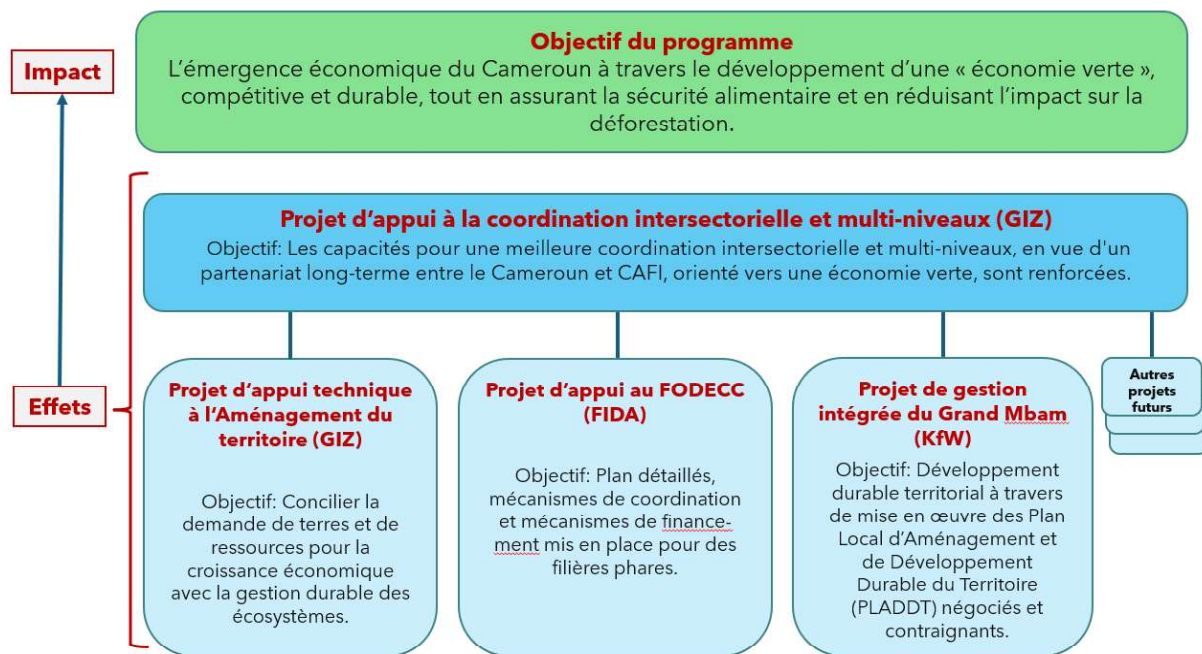 Objectif du programme
L'émergence économique du Cameroun à travers le développement d'une « économie verte »,
compétitive et durable, tout en assurant la sécurité alimentaire et en réduisant l'impact sur la
déforestation.
Impact
Projet d'appui à la coordination intersectorielle et multi-niveaux (GIZ)
Objectif: Les capacités pour une meilleure coordination intersectorielle et multi-niveaux, en vue d'un
partenariat long-terme entre le Cameroun et CAFI, orienté vers une économie verte, sont renforcées.
Effets
Projet d'appui technique
à l'Aménagement du
territoire (GIZ)
Objectif: Concilier la
demande de terres et de
ressources pour la
croissance économique
avec la gestion durable des
écosystèmes.
Projet d'appui au FODECC
(FIDA)
Objectif: Plan détaillés,
mécanismes de coordination
et mécanismes de finance-
ment mis en place pour des
filières phares.
Projet de gestion
intégrée du Grand Mbam
(KfW)
Objectif: Développement
durable territorial à travers
de mise en œuvre des Plan
Local d'Aménagement et
de Développement
Durable du Territoire
(PLADDT) négociés et
contraignants.
Autres
projets
futurs